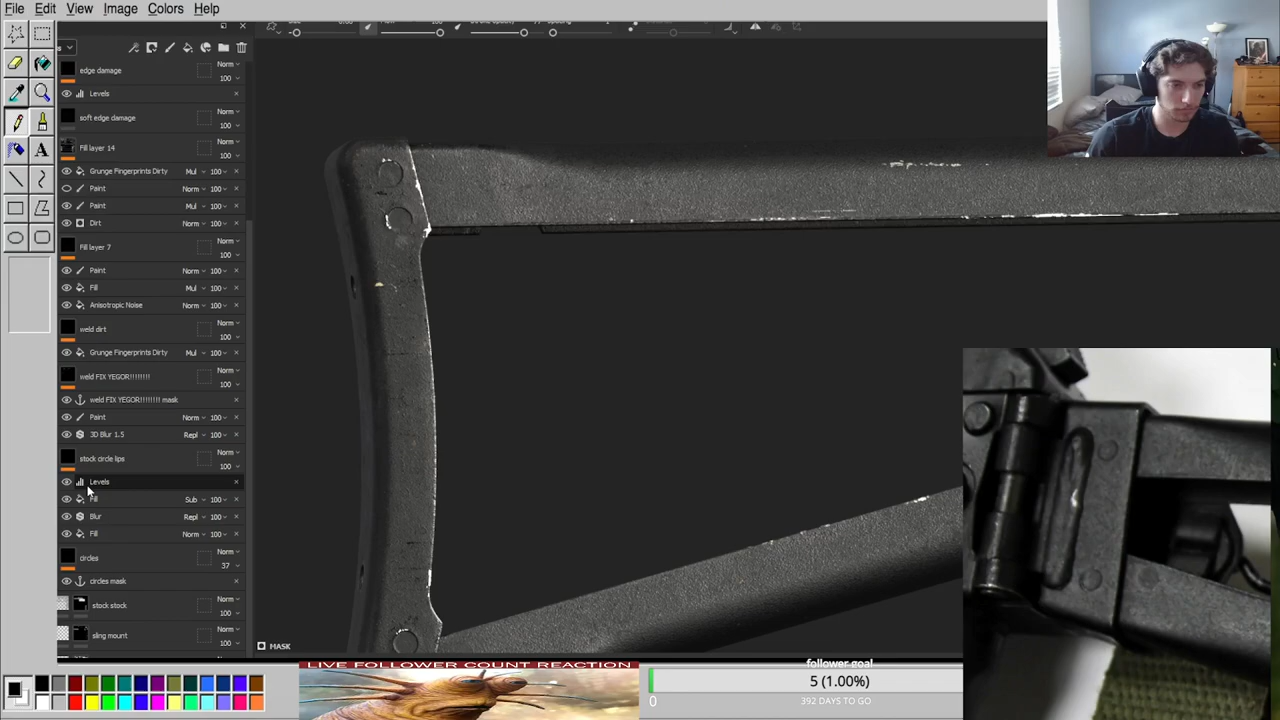 File Edit View Image Colors Help
edge damage Norm 100
Levels
soft edge damage Norm 100
Fill layer 14 Norm 100
Grunge Fingerprints Dirty Mul 100
Paint Norm 100
Paint Norm 100
Dirt Norm 100
Fill layer 7 Norm 100
Paint Norm 100
Fill Mul 100
Anisotropic Noise Norm 100
weld dirt Norm 100
Grunge Fingerprints Dirty Mul 100
weld FIX YEGOR!!!!!!!! Norm 100
weld FIX YEGOR!!!!!!!! mask
Paint Norm 100
3D Blur 1.5 Repl 100
stock circle lips Norm 100
Levels
Fill Sub 100
Blur Repl 100
Fill Norm 100
circles Norm 37
circles mask
stock stock Norm 100
sling mount Norm 100
MASK
LIVE FOLLOWER COUNT REACTION
follower goal
5 (1.00%)
0
392 DAYS TO GO